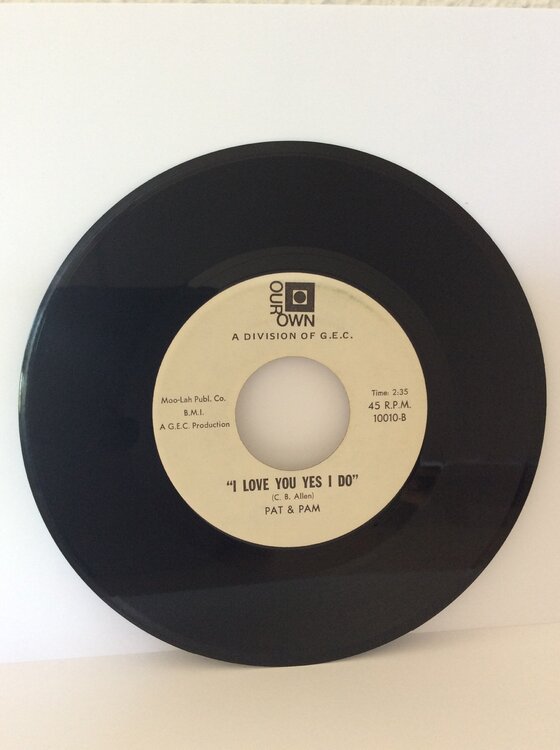 OUR
OWN
A DIVISION OF G.E.C.
Moo-Lah Publ. Co.
B.M.I.
A G.E.C. Production
Time: 2:35
45 R.P.M.
10010-B
"I LOVE YOU YES I DO"
(C. B. Allen)
PAT & PAM